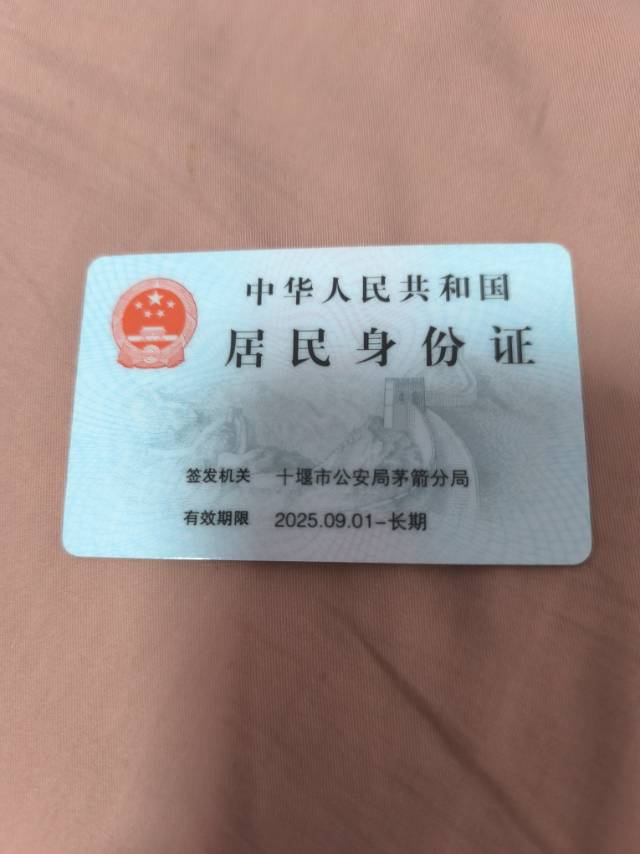 中华人民共和国
居民身份证
签发机关 十堰市公安局茅箭分局
有效期限 2025.09.01-长期